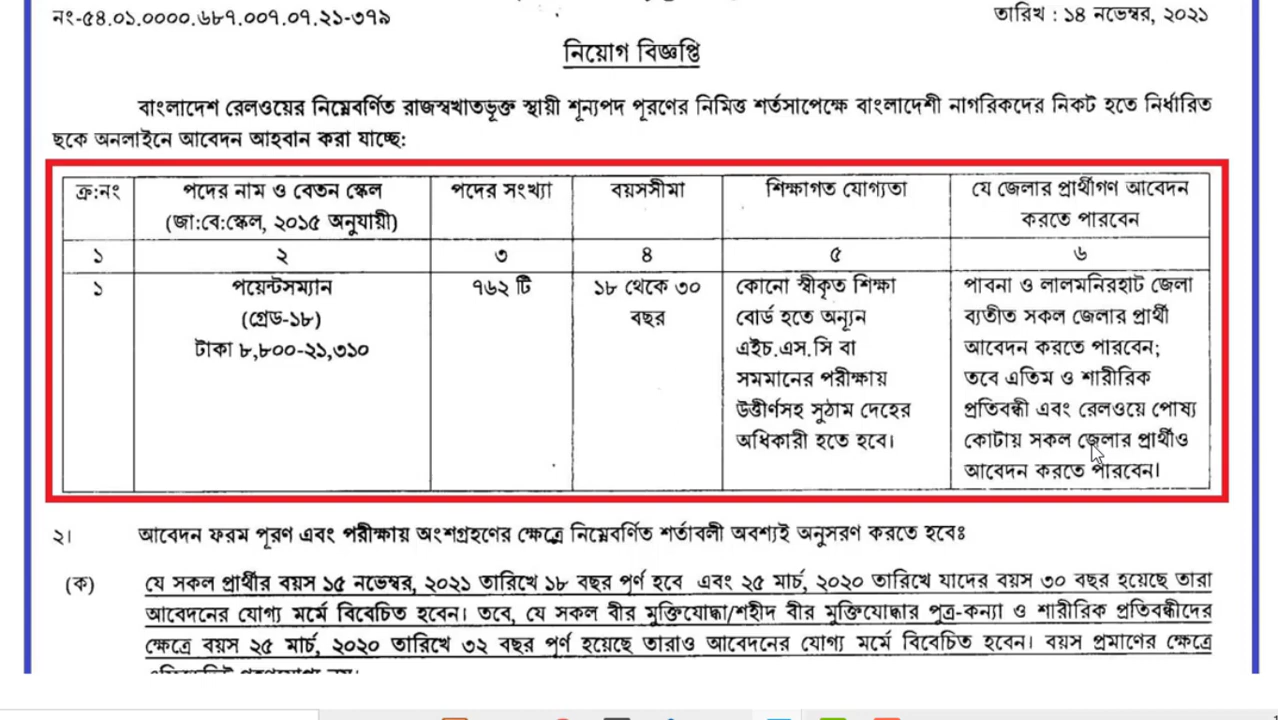 নং-৫৪.০১.০০০০.৬৮৭.০০৭.০৭.২১-৩৭৯
তারিখ : ১৪ নভেম্বর, ২০২১
নিয়োগ বিজ্ঞপ্তি
বাংলাদেশ রেলওয়ের নিম্নেবর্ণিত রাজস্বখাতভূক্ত স্থায়ী শূন্যপদ পূরণের নিমিত্ত শর্তসাপেক্ষে বাংলাদেশী নাগরিকদের নিকট হতে নির্ধারিত
ছকে অনলাইনে আবেদন আহবান করা যাচ্ছে:
ক্র:নং
পদের নাম ও বেতন স্কেল
(জা:বে:স্কেল, ২০১৫ অনুযায়ী)
পদের সংখ্যা
বয়সসীমা
শিক্ষাগত যোগ্যতা
যে জেলার প্রার্থীগণ আবেদন
করতে পারবেন
১ ২ ৩ ৪ ৫ ৬
১
পয়েন্টসম্যান
(গ্রেড-১৮)
টাকা ৮,৮০০-২১,৩১০
৭৬২ টি
১৮ থেকে ৩০
বছর
কোনো স্বীকৃত শিক্ষা
বোর্ড হতে অন্যূন
এইচ.এস.সি বা
সমমানের পরীক্ষায়
উত্তীর্ণসহ সুঠাম দেহের
অধিকারী হতে হবে।
পাবনা ও লালমনিরহাট জেলা
ব্যতীত সকল জেলার প্রার্থী
আবেদন করতে পারবেন;
তবে এতিম ও শারীরিক
প্রতিবন্ধী এবং রেলওয়ে পোষ্য
কোটায় সকল জেলার প্রার্থীও
আবেদন করতে পারবেন।
২। আবেদন ফরম পূরণ এবং পরীক্ষায় অংশগ্রহণের ক্ষেত্রে নিম্নেবর্ণিত শর্তাবলী অবশ্যই অনুসরণ করতে হবেঃ
(ক) যে সকল প্রার্থীর বয়স ১৫ নভেম্বর, ২০২১ তারিখে ১৮ বছর পূর্ণ হবে এবং ২৫ মার্চ, ২০২০ তারিখে যাদের বয়স ৩০ বছর হয়েছে তারা
আবেদনের যোগ্য মর্মে বিবেচিত হবেন। তবে, যে সকল বীর মুক্তিযোদ্ধা/শহীদ বীর মুক্তিযোদ্ধার পুত্র-কন্যা ও শারীরিক প্রতিবন্ধীদের
ক্ষেত্রে বয়স ২৫ মার্চ, ২০২০ তারিখে ৩২ বছর পূর্ণ হয়েছে তারাও আবেদনের যোগ্য মর্মে বিবেচিত হবেন। বয়স প্রমাণের ক্ষেত্রে